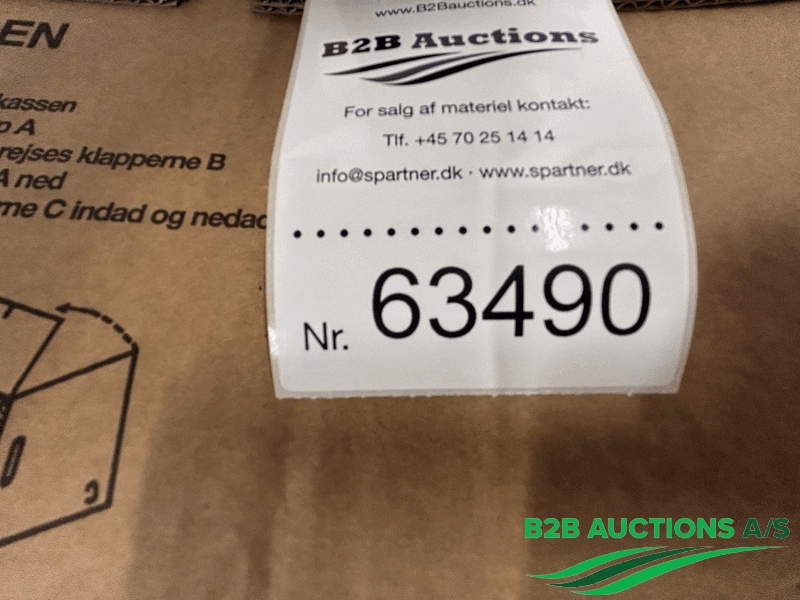 www.B2Bauctions.dk
B2B Auctions
For salg af materiel kontakt:
Tlf. +45 70 25 14 14
info@spartner.dk · www.spartner.dk
Nr. 63490
EN
kassen
A
rejses klapperne B
A ned
C indad og nedad
B2B AUCTIONS A/S